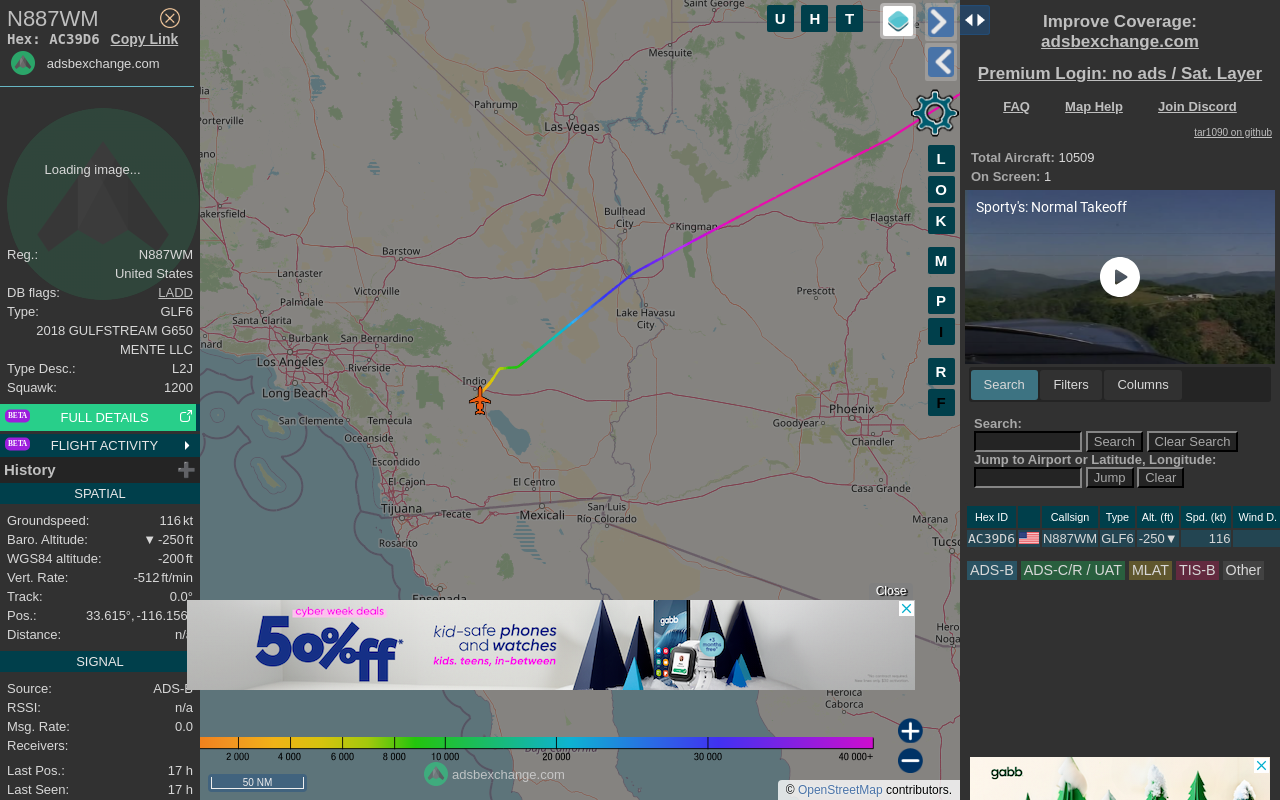 N887WM
Hex: AC39D6 Copy Link
adsbexchange.com
Loading image...
Reg.: N887WM
United States
DB flags: LADD
Type: GLF6
2018 GULFSTREAM G650
MENTE LLC
Type Desc.: L2J
Squawk: 1200
BETA FULL DETAILS
BETA FLIGHT ACTIVITY
History
SPATIAL
Groundspeed: 116 kt
Baro. Altitude: ▼ -250 ft
WGS84 altitude: -200 ft
Vert. Rate: -512 ft/min
Track: 0.0°
Pos.: 33.615°, -116.156
Distance: n/a
SIGNAL
Source: ADS-B
RSSI: n/a
Msg. Rate: 0.0
Receivers:
Last Pos.: 17 h
Last Seen: 17 h
U H T
L
O
K
M
P
I
R
F
Saint George
Mesquite
Pahrump
Las Vegas
Porterville
akersfield
Bullhead
City
Kingman
Flagstaff
Barstow
Lancaster
Victorville
Palmdale
Prescott
Santa Clarita
Lake Havasu
City
nard
Burbank
San Bernardino
Los Angeles
Riverside
Long Beach
Indio
Phoenix
Goodyear
Chandler
San Clemente
Temecula
Oceanside
Escondido
El Cajon
El Centro
Casa Grande
Tijuana
Tecate
Mexicali
San Luis
Río Colorado
Marana
Tucso
Rosarito
Ensenada
Heroi
Noga
Heroica
Caborca
Baja California
Close
cyber week deals
50%ff*
kid-safe phones
and watches
kids. teens, in-between
gabb
+3
months
free!
2 000 4 000 6 000 8 000 10 000 20 000 30 000 40 000+
adsbexchange.com
50 NM
© OpenStreetMap contributors.
Improve Coverage:
adsbexchange.com
Premium Login: no ads / Sat. Layer
FAQ Map Help Join Discord
tar1090 on github
Total Aircraft: 10509
On Screen: 1
Sporty's: Normal Takeoff
Search Filters Columns
Search:
Search Clear Search
Jump to Airport or Latitude, Longitude:
Jump Clear
Hex ID Callsign Type Alt. (ft) Spd. (kt) Wind D.
AC39D6 N887WM GLF6 -250▼ 116
ADS-B ADS-C/R / UAT MLAT TIS-B Other
gabb